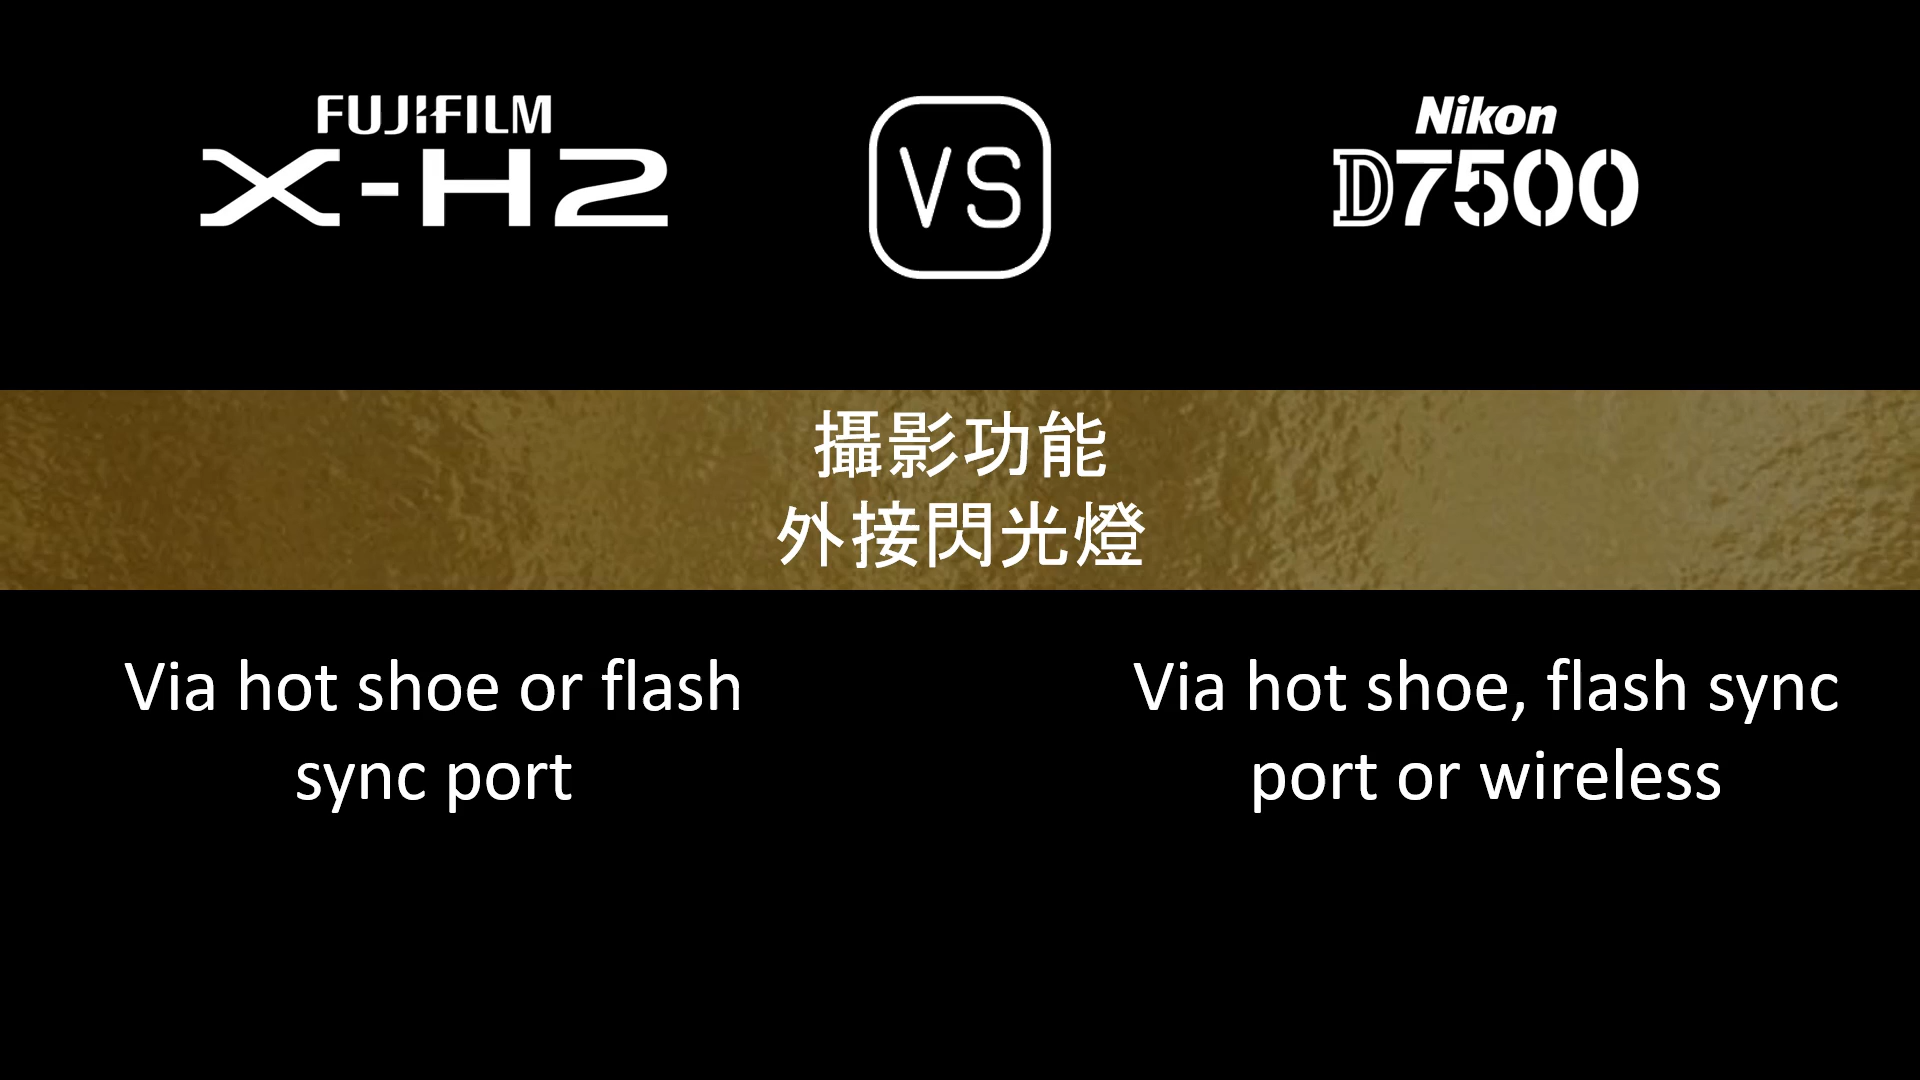 FUJIFILM
X-H2
VS
Nikon
D7500
攝影功能
外接閃光燈
Via hot shoe or flash
sync port
Via hot shoe, flash sync
port or wireless